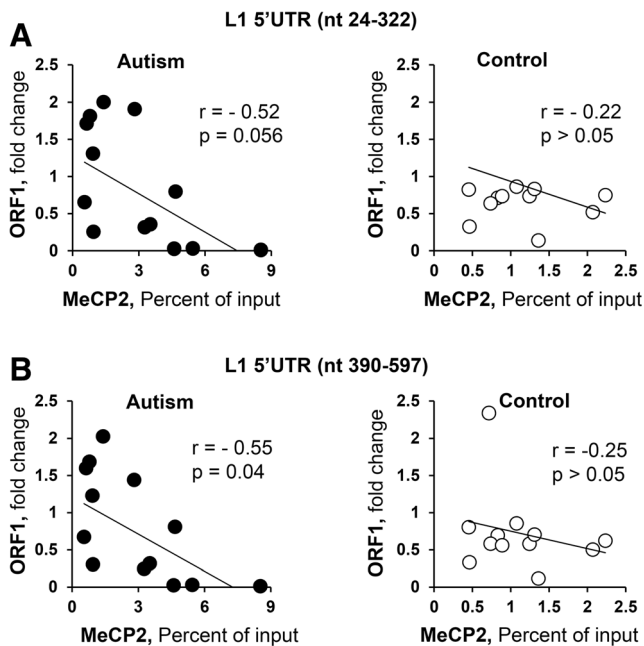 A
L1 5’UTR (nt 24-322)
Autism
Control
ORF1, fold change
2.5
2
1.5
1
0.5
0
r = - 0.52
p = 0.056
0
3
6
9
MeCP2, Percent of input
ORF1, fold change
2.5
2
1.5
1
0.5
0
r = - 0.22
p > 0.05
0
0.5
1
1.5
2
2.5
MeCP2, Percent of input
B
L1 5’UTR (nt 390-597)
Autism
Control
ORF1, fold change
2.5
2
1.5
1
0.5
0
r = - 0.55
p = 0.04
0
3
6
9
MeCP2, Percent of input
ORF1, fold change
2.5
2
1.5
1
0.5
0
r = -0.25
p > 0.05
0
0.5
1
1.5
2
2.5
MeCP2, Percent of input